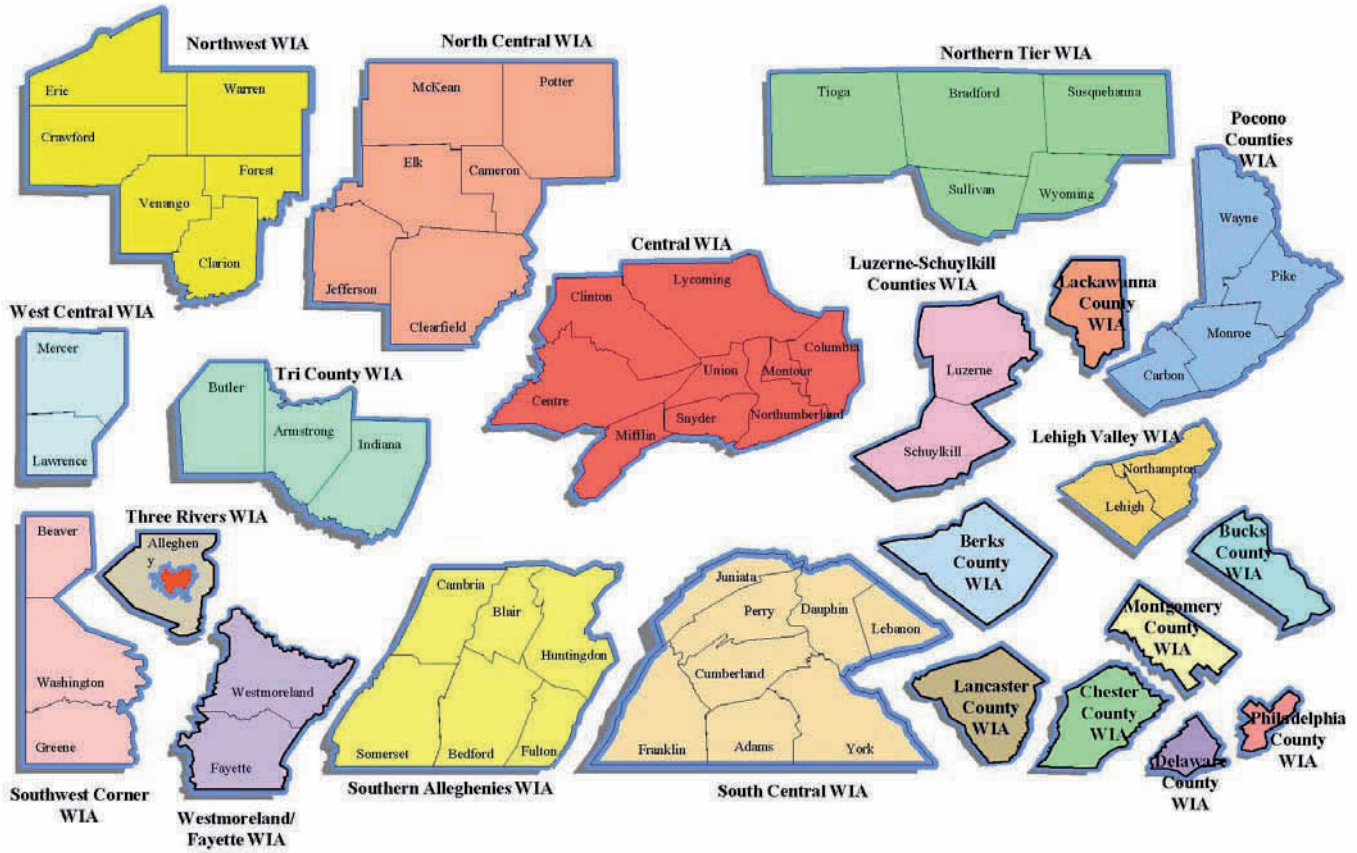 Northwest WIA
Erie
Warren
Crawford
Forest
Venango
Clarion
North Central WIA
McKean
Potter
Elk
Cameron
Jefferson
Clearfield
Northern Tier WIA
Tioga
Bradford
Susquehanna
Sullivan
Wyoming
Pocono
Counties
WIA
Wayne
Pike
Monroe
Carbon
Central WIA
Lycoming
Clinton
Columbia
Union
Montour
Centre
Snyder
Northumberland
Mifflin
Luzerne-Schuylkill
Counties WIA
Luzerne
Schuylkill
Lackawanna
County
WIA
West Central WIA
Mercer
Lawrence
Tri County WIA
Butler
Armstrong
Indiana
Lehigh Valley WIA
Northampton
Lehigh
Three Rivers WIA
Alleghen
y
Beaver
Washington
Greene
Southwest Corner
WIA
Westmoreland
Fayette
Westmoreland/
Fayette WIA
Cambria
Blair
Huntingdon
Somerset
Bedford
Fulton
Southern Alleghenies WIA
Juniata
Perry
Dauphin
Lebanon
Cumberland
Franklin
Adams
York
South Central WIA
Berks
County
WIA
Bucks
County
WIA
Montgomery
County
WIA
Lancaster
County
WIA
Chester
County
WIA
Delaware
County
WIA
Philadelphia
County
WIA